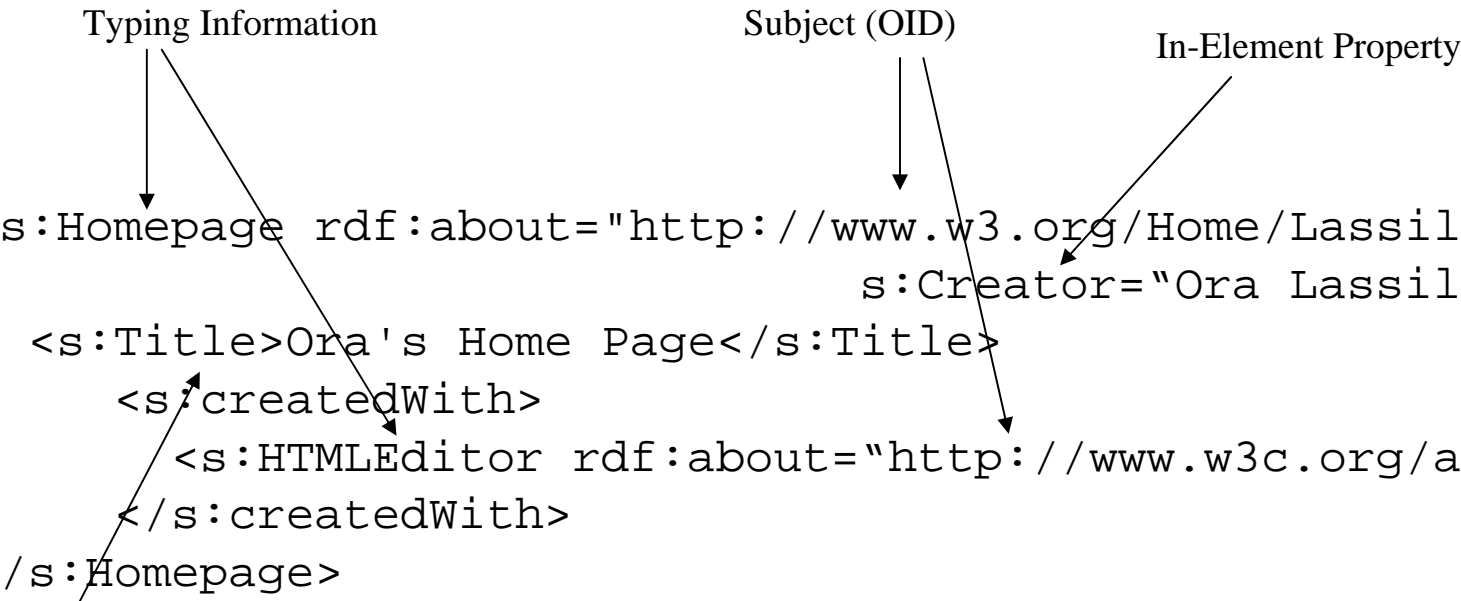 Typing Information
Subject (OID)
In-Element Property
s:Homepage rdf:about="http://www.w3.org/Home/Lassil
s:Creator=“Ora Lassil
<s:Title>Ora's Home Page</s:Title>
<s:createdWith>
<s:HTMLEditor rdf:about=“http://www.w3c.org/a
</s:createdWith>
/s:Homepage>